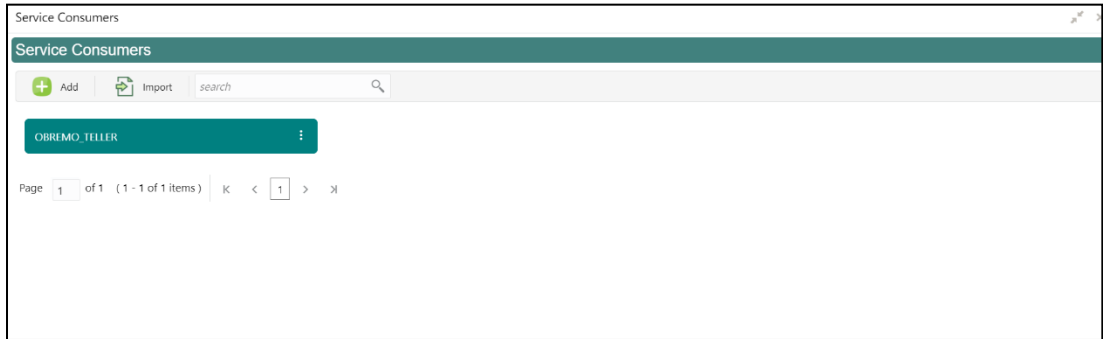 Service Consumers
Service Consumers
Add Import search
OBREMO_TELLER
Page 1 of 1 (1 - 1 of 1 items) K < 1 > >|